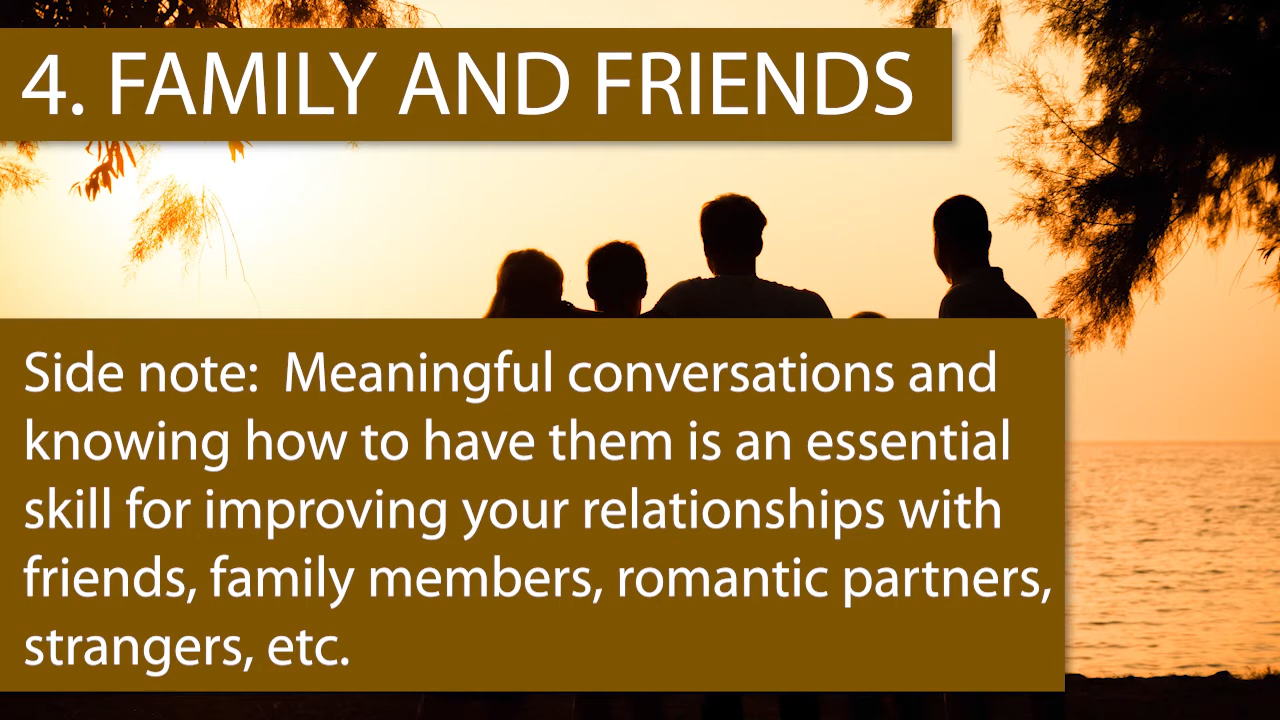 4. FAMILY AND FRIENDS
Side note:  Meaningful conversations and
knowing how to have them is an essential
skill for improving your relationships with
friends, family members, romantic partners,
strangers, etc.